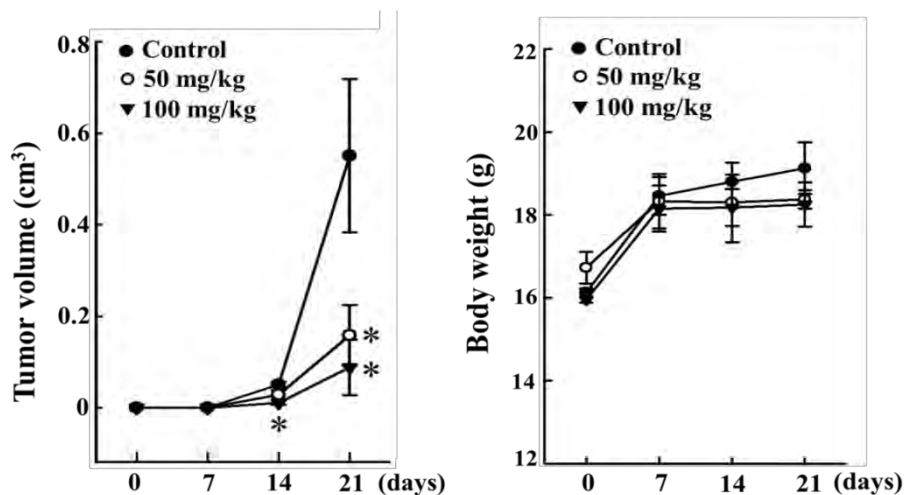 Tumor volume (cm³)
0.8
0.6
0.4
0.2
0
Control
50 mg/kg
100 mg/kg
*
*
*
0 7 14 21 (days)
Body weight (g)
22
20
18
16
14
12
Control
50 mg/kg
100 mg/kg
0 7 14 21 (days)